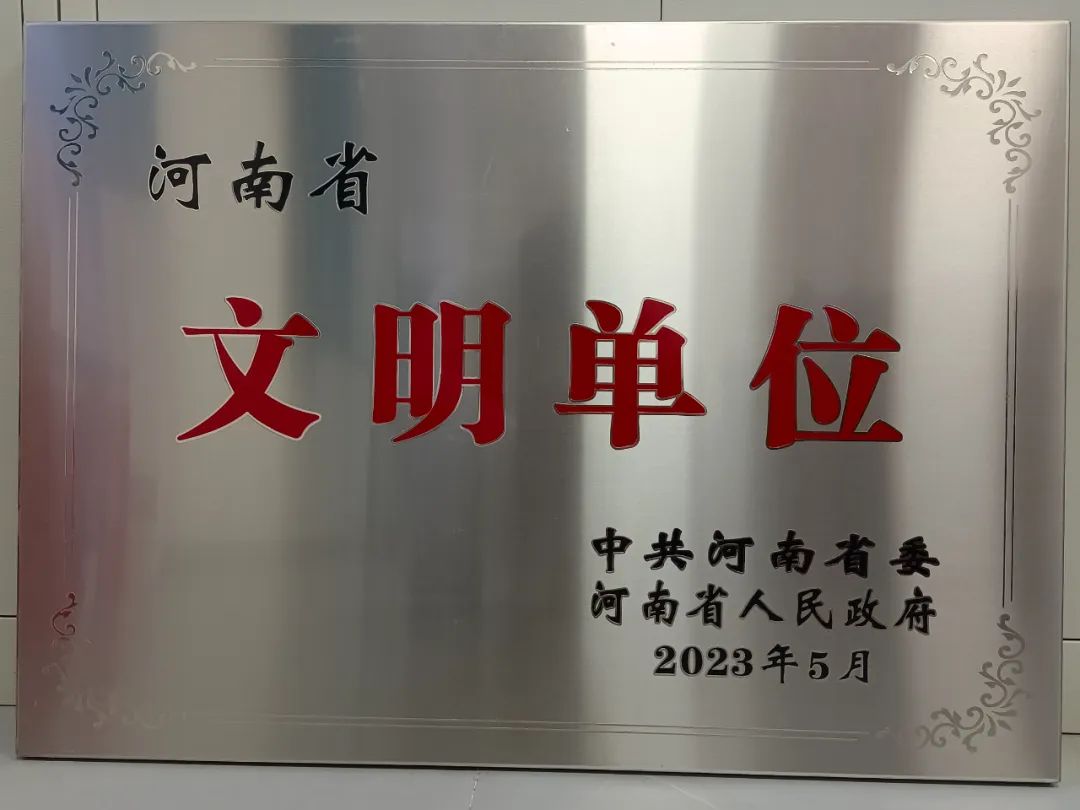 河南省
文明单位
中共河南省委
河南省人民政府
2023年5月